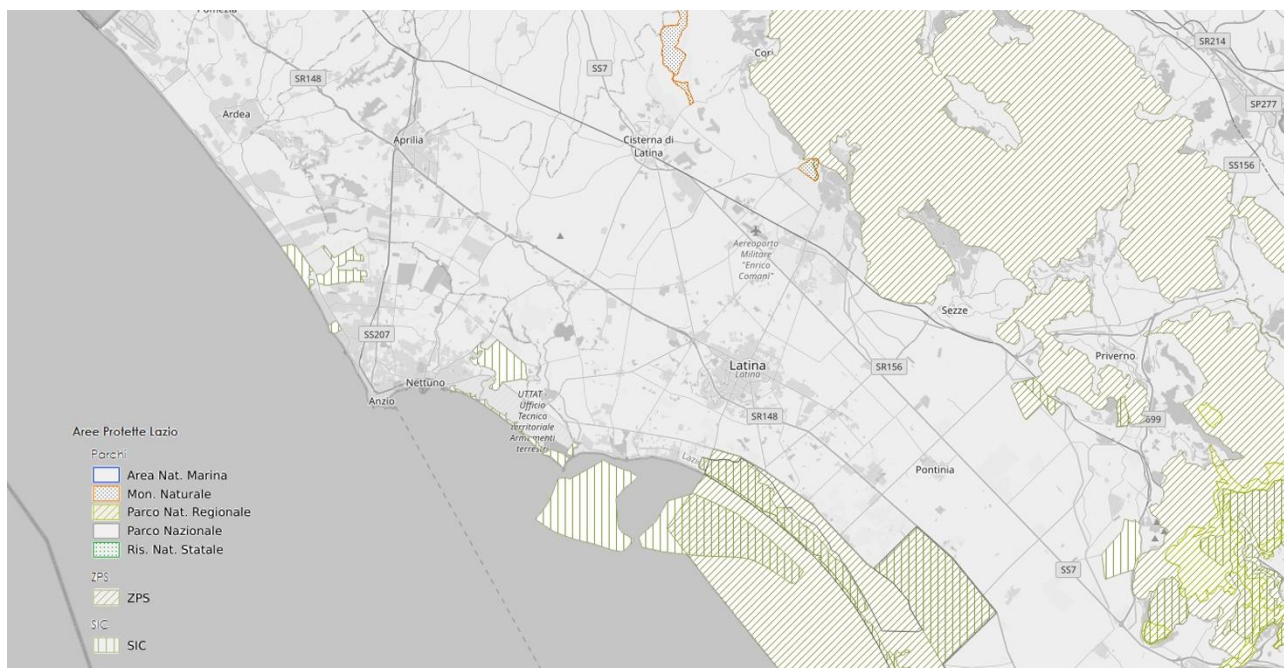 SR214
SS7
Cori
SR148
SP277
Ardea
Aprilia
Cisterna di
Latina
SS156
Aereoporto
Militare
"Enrico
Comani"
Sezze
SS207
Priverno
Latina
Latina
SR156
Nettuno
Anzio
UTTAT
Ufficio
Tecnico
territoriale
Armamenti
terrestri
SR148
699
Aree Protette Lazio
Parchi
Pontinia
Area Nat. Marina
Mon. Naturale
Parco Nat. Regionale
Parco Nazionale
Ris. Nat. Statale
SS7
ZPS
ZPS
SIC
SIC